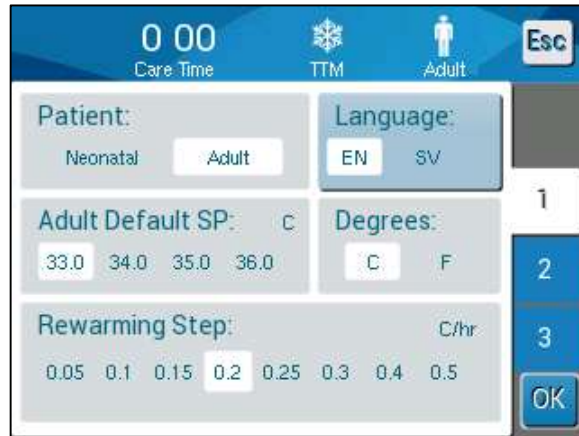 0 00
Care Time
TTM
Adult
Esc
Patient:
Neonatal Adult
Language:
EN SV
Adult Default SP: C
33.0 34.0 35.0 36.0
Degrees:
C F
Rewarming Step: C/hr
0.05 0.1 0.15 0.2 0.25 0.3 0.4 0.5
1
2
3
OK